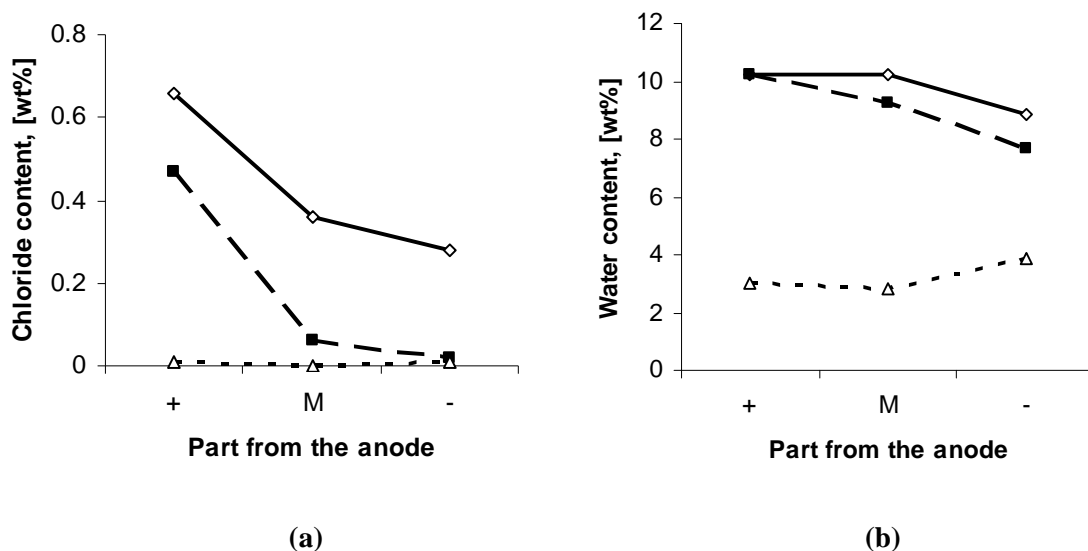 0.8
0.6
0.4
0.2
0
Chloride content, [wt%]
+ M -
Part from the anode
(a)
12
10
8
6
4
2
0
Water content, [wt%]
+ M -
Part from the anode
(b)